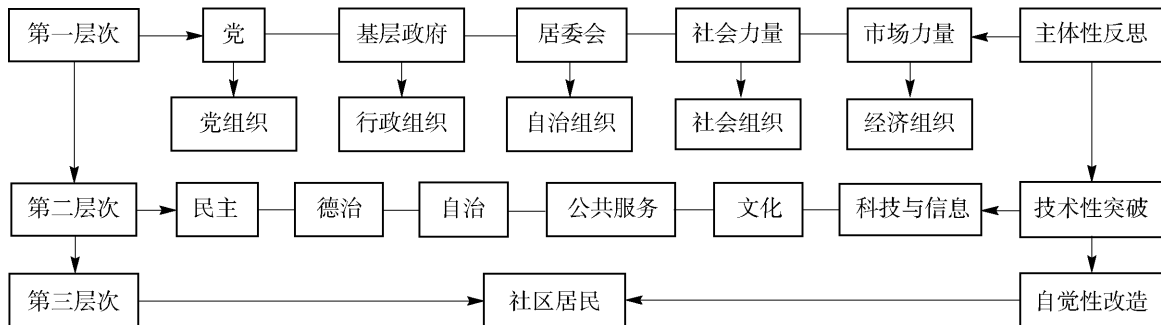 第一层次 党 基层政府 居委会 社会力量 市场力量 主体性反思
党组织 行政组织 自治组织 社会组织 经济组织
第二层次 民主 德治 自治 公共服务 文化 科技与信息 技术性突破
第三层次 社区居民 自觉性改造